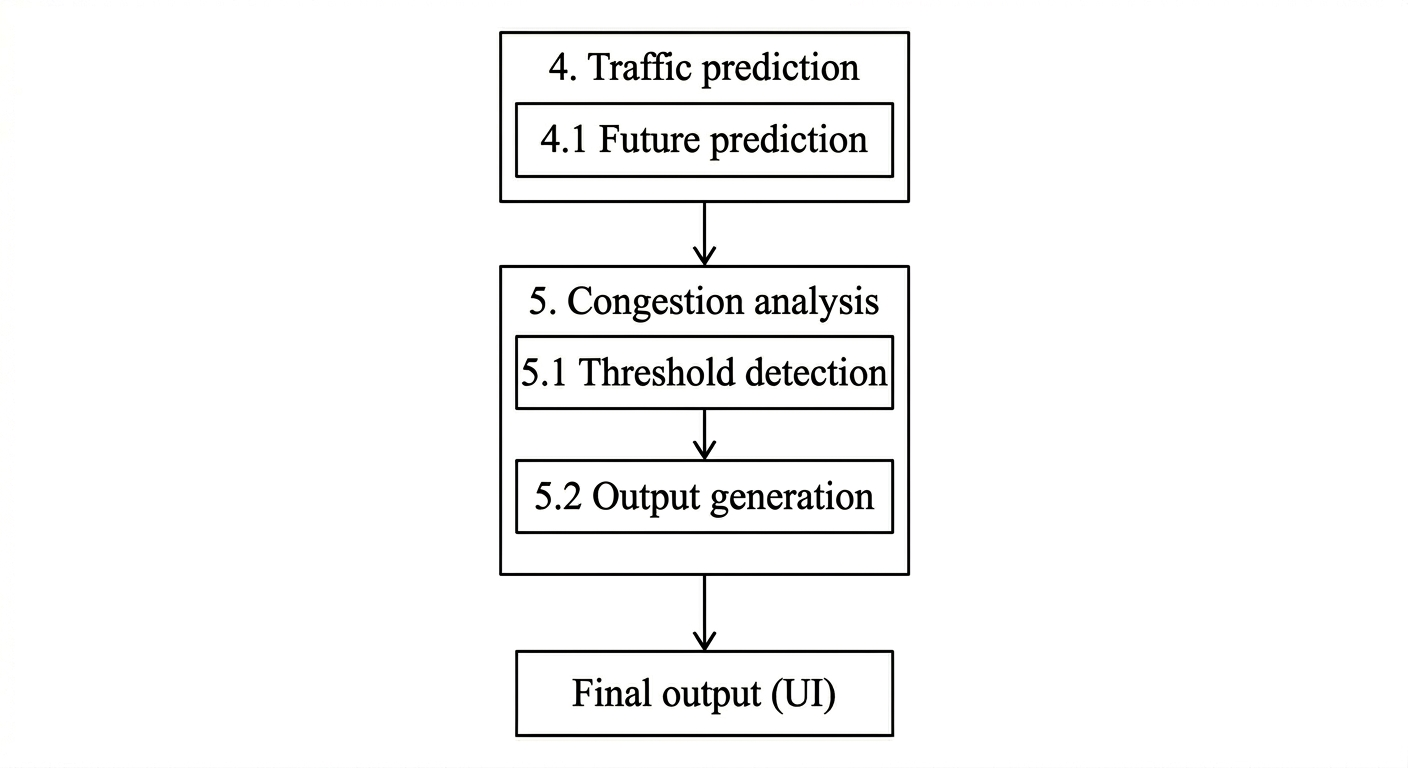 4. Traffic prediction
4.1 Future prediction
5. Congestion analysis
5.1 Threshold detection
5.2 Output generation
Final output (UI)